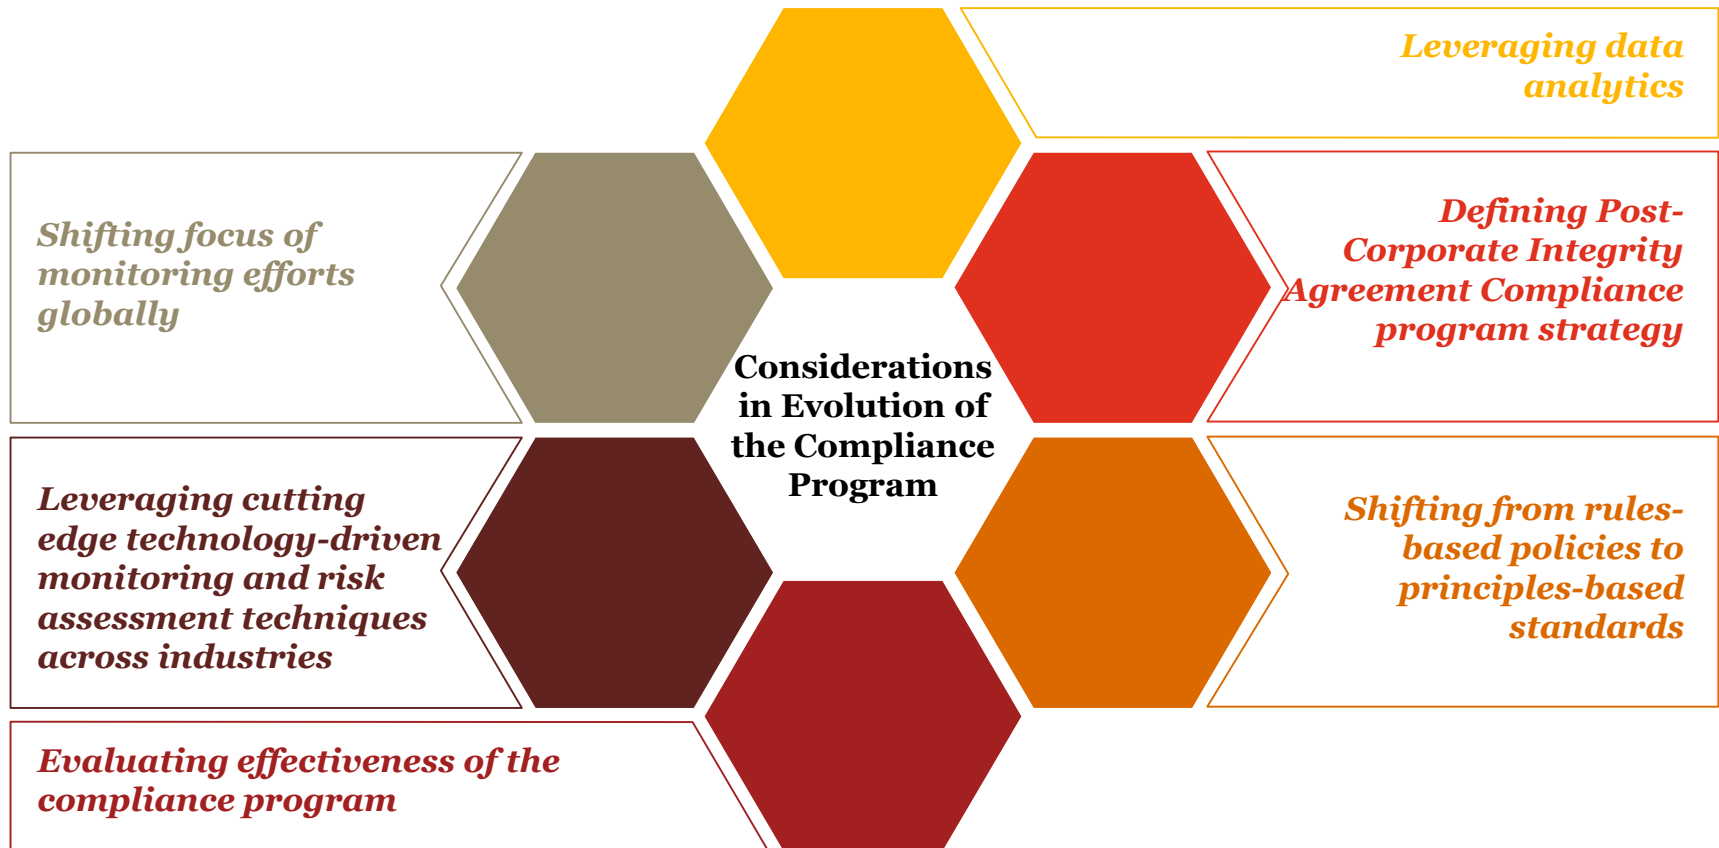 Leveraging data
analytics
Shifting focus of
monitoring efforts
globally
Defining Post-
Corporate Integrity
Agreement Compliance
program strategy
Considerations
in Evolution of
the Compliance
Program
Leveraging cutting
edge technology-driven
monitoring and risk
assessment techniques
across industries
Shifting from rules-
based policies to
principles-based
standards
Evaluating effectiveness of the
compliance program